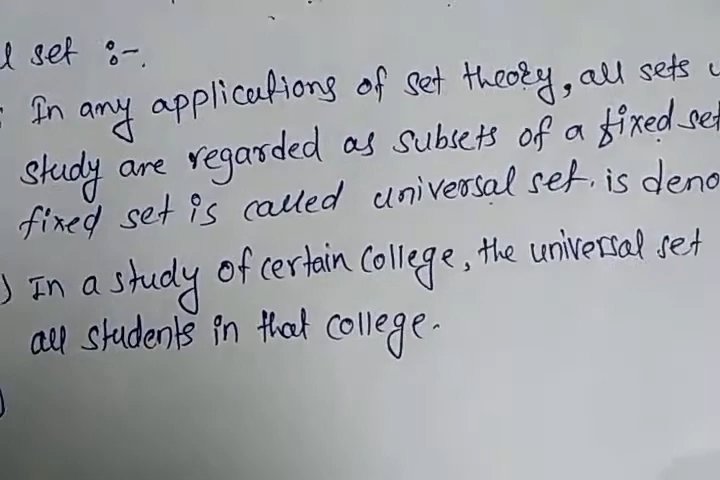 set :-.
In any applications of set theory, all sets
study are regarded as subsets of a fixed set
fixed set is called universal set. is deno
) In a study of certain college, the universal set
all students in that college.
)